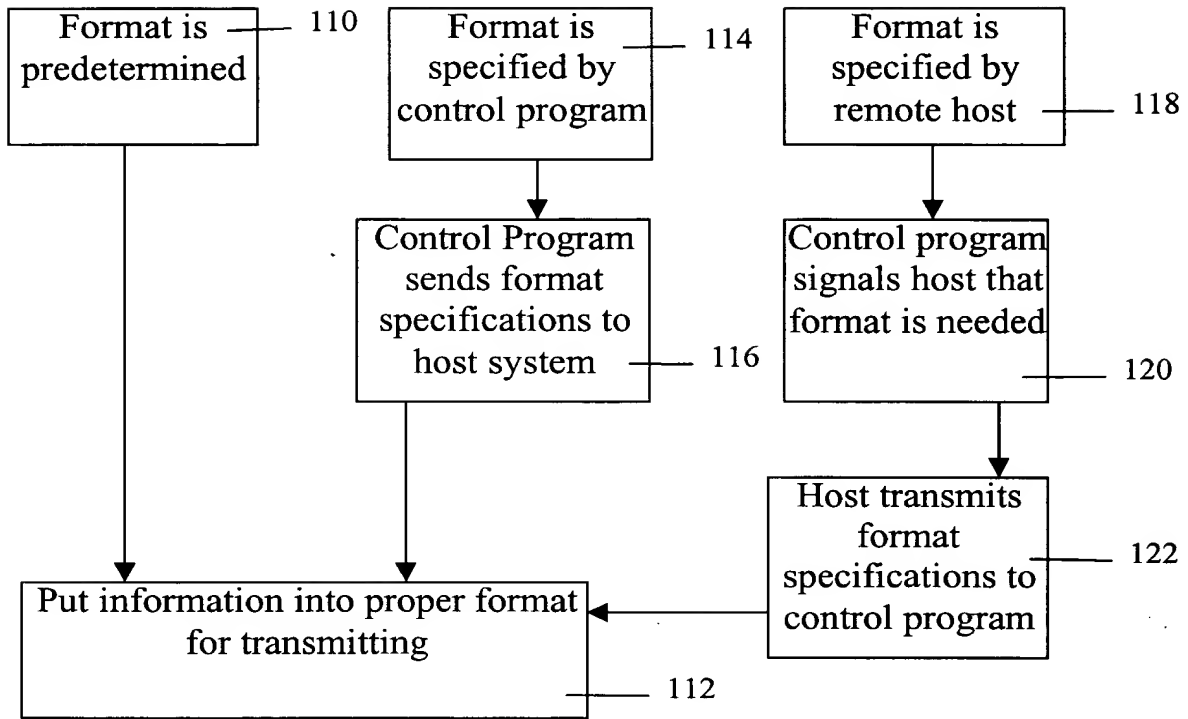 Format is
predetermined
110
Format is
specified by
control program
114
Format is
specified by
remote host
118
Control Program
sends format
specifications to
host system
116
Control program
signals host that
format is needed
120
Host transmits
format
specifications to
control program
122
Put information into proper format
for transmitting
112